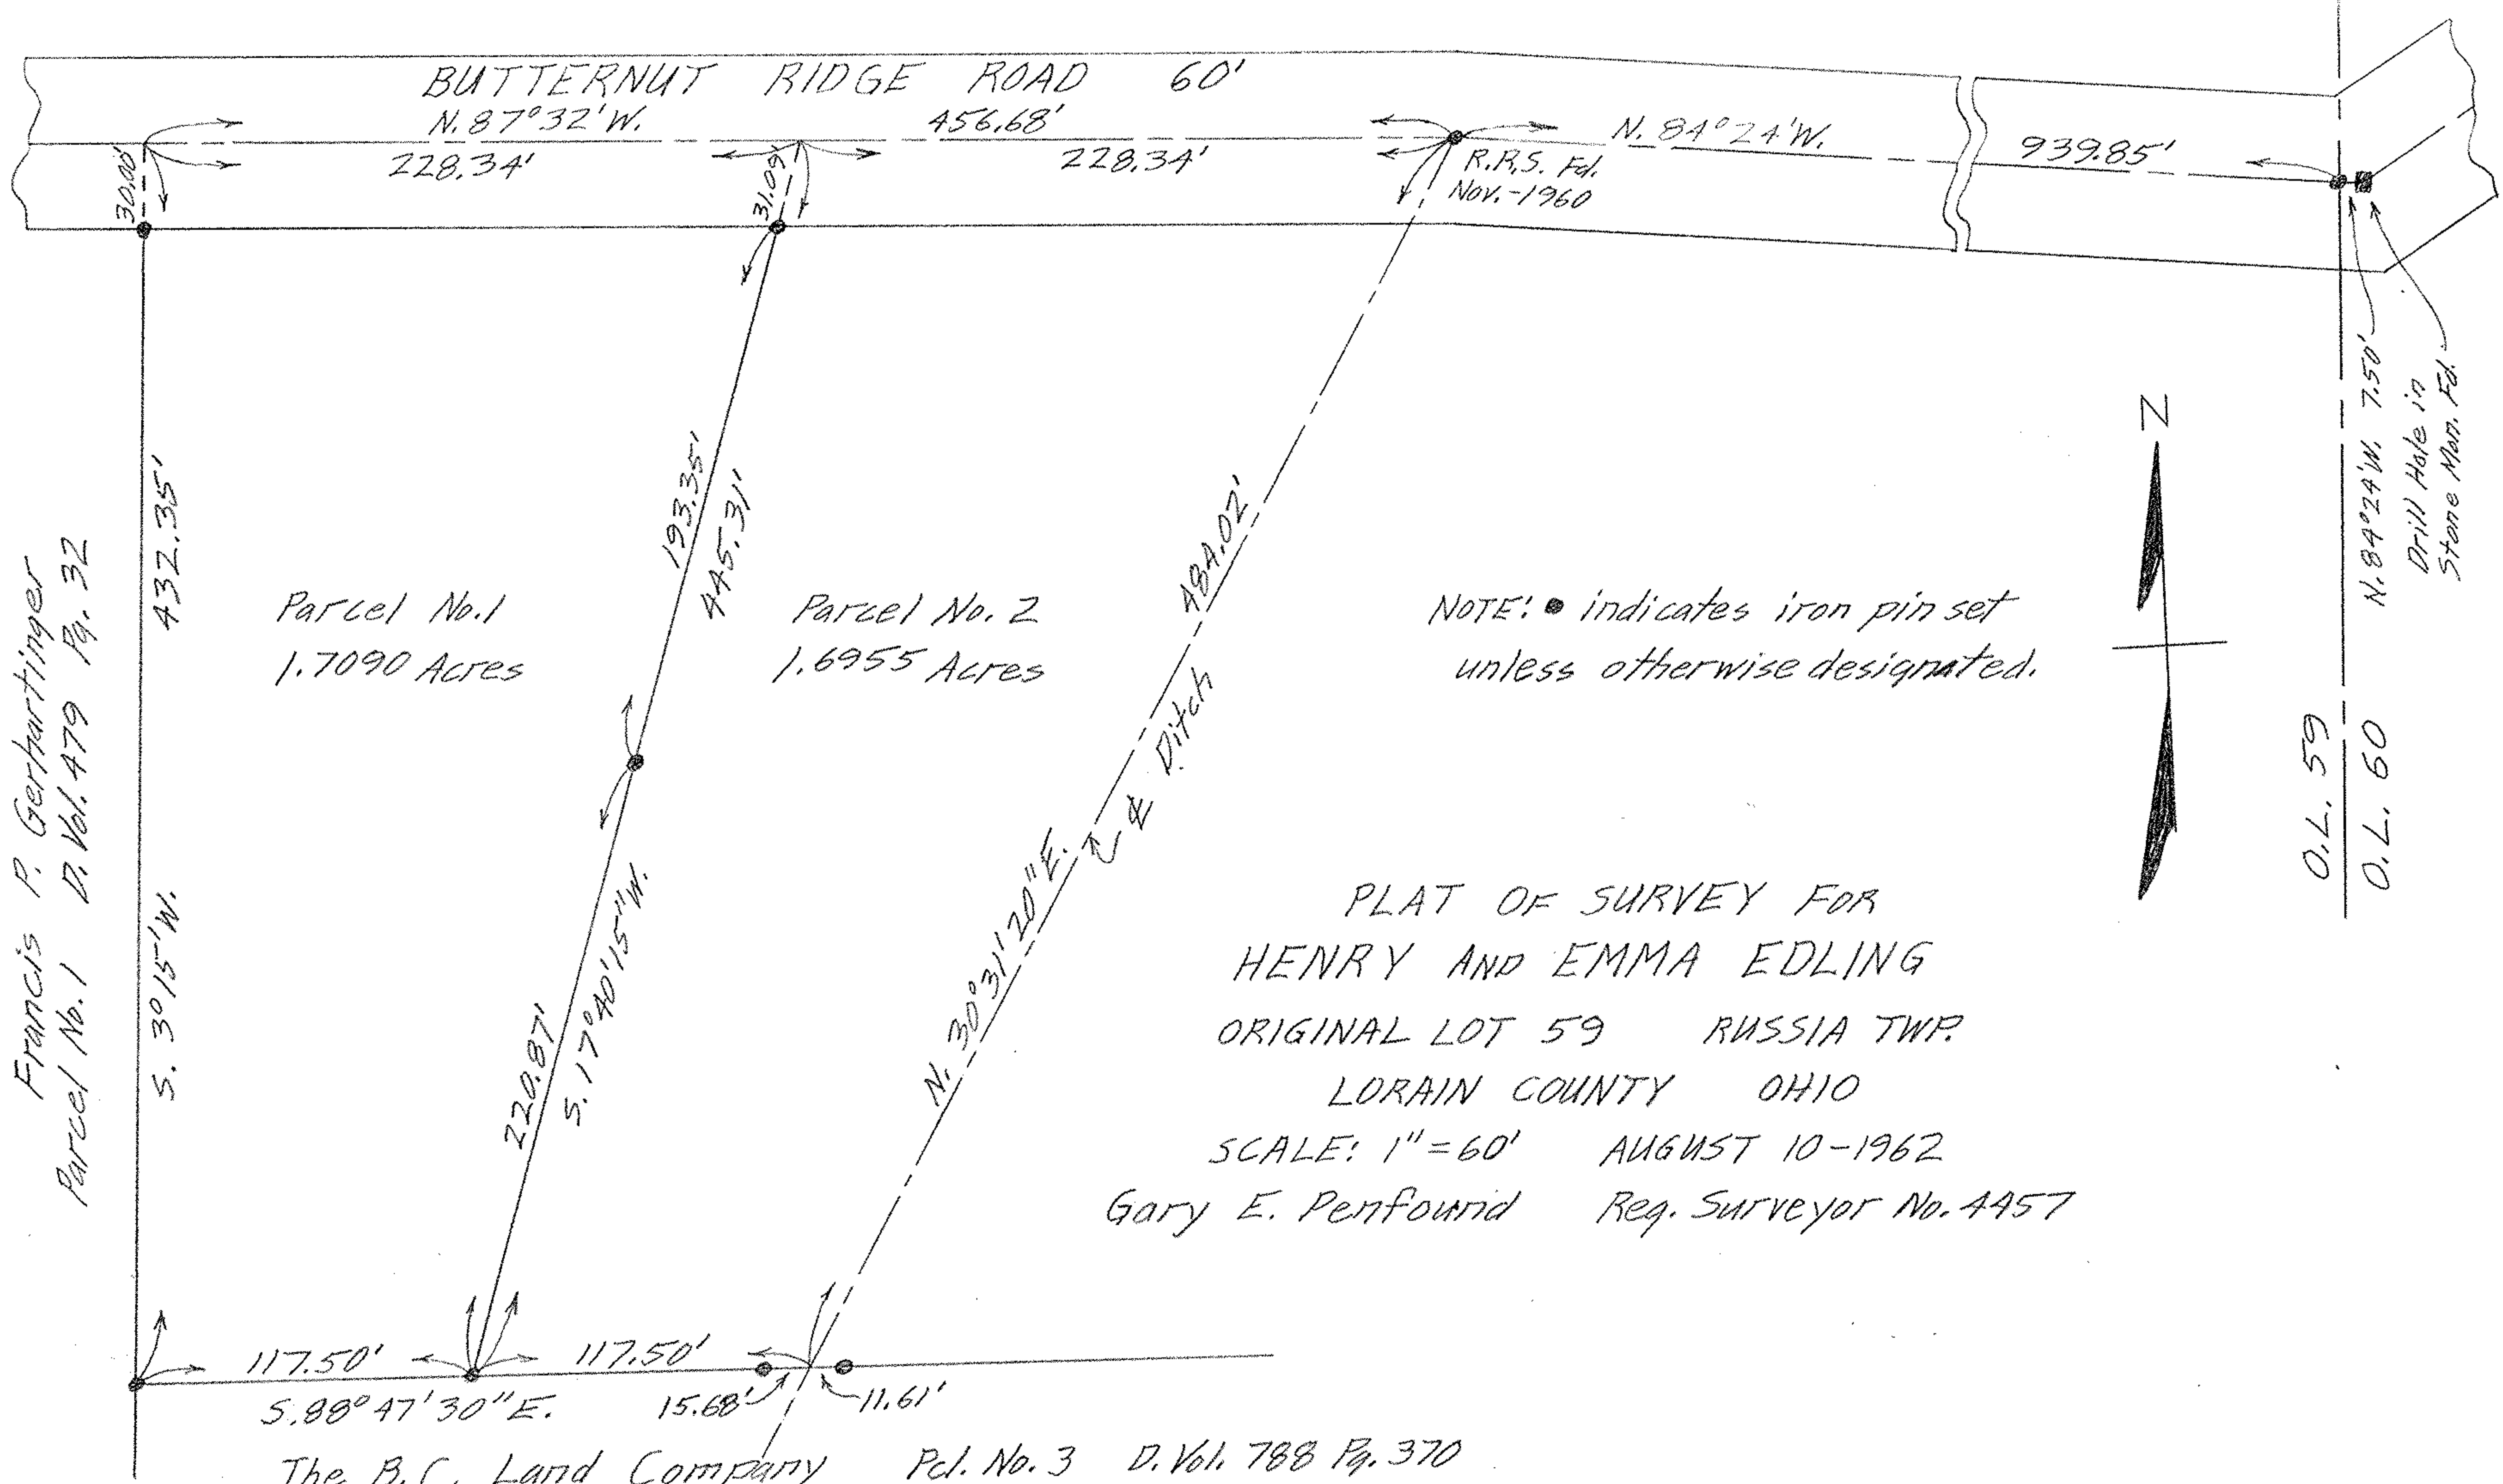 BUTTERNUT RIDGE ROAD 60'
N. 87°32'W. 456.68'
228.34' 228.34'
N. 84°24'W. 939.85'
R.R.S. Fd.
Nov.-1960
30.00'
31.09'
N. 84°24'W. 7.50'
Drill Hole in
Stone Mon. Fd.
Francis P. Gerhartinger
Parcel No. 1 D. Vol. 479 Pg. 32
432.35'
S. 3°15'W.
193.35'
445.31'
484.02'
Parcel No. 1
1.7090 Acres
Parcel No. 2
1.6955 Acres
NOTE: • indicates iron pin set
unless otherwise designated.
N
℄ Ditch
O.L. 59
O.L. 60
220.87'
S. 17°40'15"W.
N. 30°31'20"E.
PLAT OF SURVEY FOR
HENRY AND EMMA EDLING
ORIGINAL LOT 59 RUSSIA TWP.
LORAIN COUNTY OHIO
SCALE: 1"=60' AUGUST 10-1962
Gary E. Penfound Reg. Surveyor No. 4457
117.50' 117.50'
S. 88°47'30"E. 15.68' 11.61'
The B.C. Land Company Pcl. No. 3 D. Vol. 788 Pg. 370